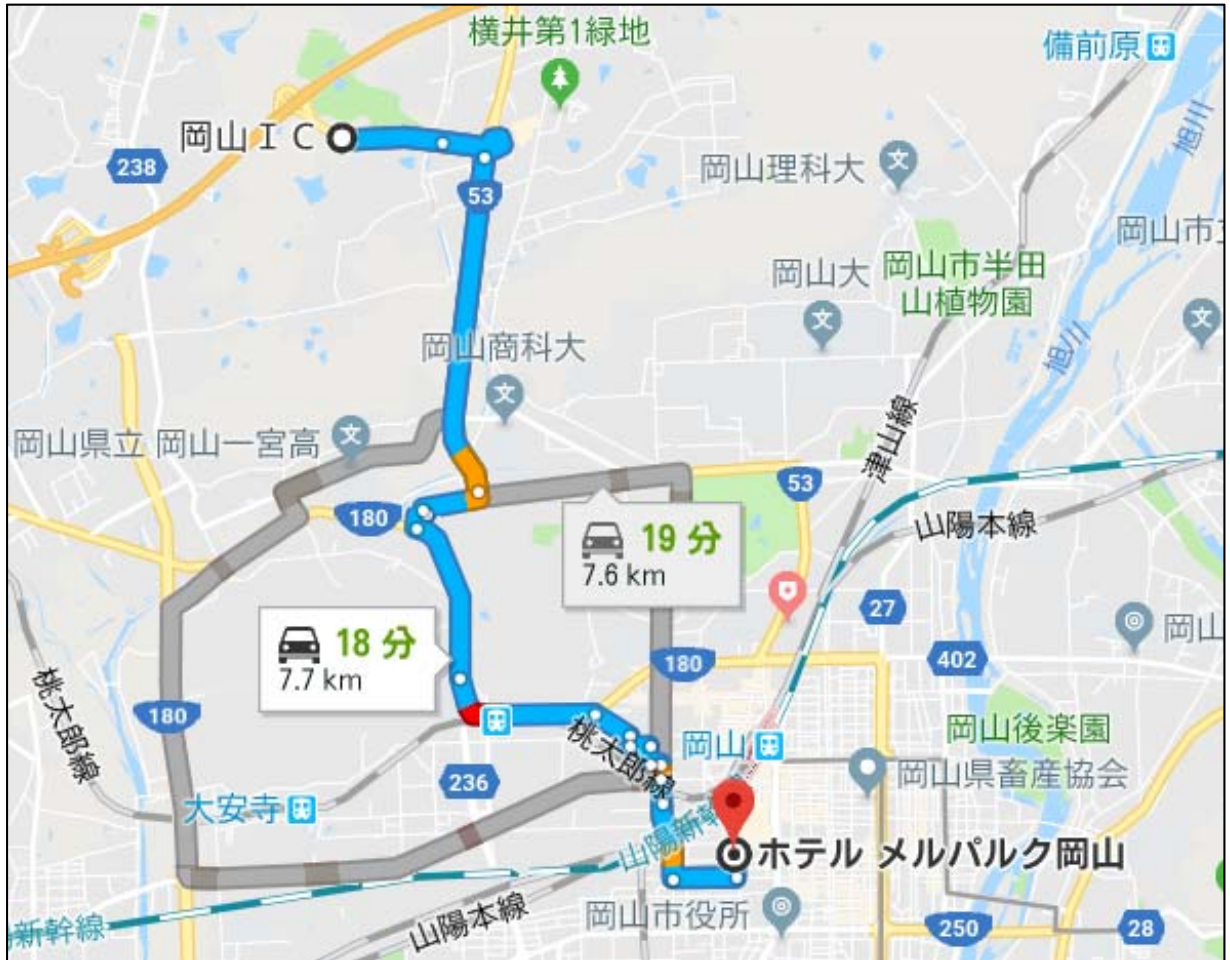 横井第1緑地
備前原
岡山IC
238
53
岡山理科大
旭川
岡山市
岡山大
岡山市半田
山植物園
旭川
岡山商科大
津山線
岡山県立 岡山一宮高
180
53
山陽本線
19 分
7.6 km
27
岡山
18 分
7.7 km
180
402
桃太郎線
180
桃太郎線
岡山
岡山後楽園
岡山県畜産協会
236
大安寺
山陽新幹
ホテル メルパルク岡山
岡山市役所
新幹線
山陽本線
250
28